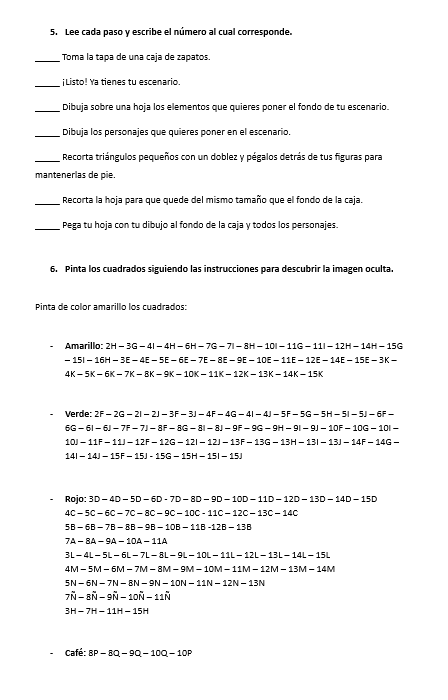 5. Lee cada paso y escribe el número al cual corresponde.
_____ Toma la tapa de una caja de zapatos.
_____ ¡Listo! Ya tienes tu escenario.
_____ Dibuja sobre una hoja los elementos que quieres poner el fondo de tu escenario.
_____ Dibuja los personajes que quieres poner en el escenario.
_____ Recorta triángulos pequeños con un doblez y pégalos detrás de tus figuras para
mantenerlas de pie.
_____ Recorta la hoja para que quede del mismo tamaño que el fondo de la caja.
_____ Pega tu hoja con tu dibujo al fondo de la caja y todos los personajes.
6. Pinta los cuadrados siguiendo las instrucciones para descubrir la imagen oculta.
Pinta de color amarillo los cuadrados:
- Amarillo: 2H – 3G – 4I – 4H – 6H – 7G – 7I – 8H – 10I – 11G – 11I – 12H – 14H – 15G
– 15I – 16H – 3E – 4E – 5E – 6E – 7E – 8E – 9E – 10E – 11E – 12E – 14E – 15E – 3K –
4K – 5K – 6K – 7K – 8K – 9K – 10K – 11K – 12K – 13K – 14K – 15K
- Verde: 2F – 2G – 2I – 2J – 3F – 3J – 4F – 4G – 4I – 4J – 5F – 5G – 5H – 5I – 5J – 6F –
6G – 6I – 6J – 7F – 7J – 8F – 8G – 8I – 8J – 9F – 9G – 9H – 9I – 9J – 10F – 10G – 10I –
10J – 11F – 11J – 12F – 12G – 12I – 12J – 13F – 13G – 13H – 13I – 13J – 14F – 14G –
14I – 14J – 15F – 15J - 15G – 15H – 15I – 15J
- Rojo: 3D – 4D – 5D – 6D - 7D – 8D – 9D – 10D – 11D – 12D – 13D – 14D – 15D
4C – 5C – 6C – 7C – 8C – 9C – 10C - 11C – 12C – 13C – 14C
5B – 6B – 7B – 8B – 9B – 10B – 11B -12B – 13B
7A – 8A – 9A – 10A – 11A
3L – 4L – 5L – 6L – 7L – 8L – 9L – 10L – 11L – 12L – 13L – 14L – 15L
4M – 5M – 6M – 7M – 8M – 9M – 10M – 11M – 12M – 13M – 14M
5N – 6N – 7N – 8N – 9N – 10N – 11N – 12N – 13N
7Ñ – 8Ñ – 9Ñ – 10Ñ – 11Ñ
3H – 7H – 11H – 15H
- Café: 8P – 8Q – 9Q – 10Q – 10P